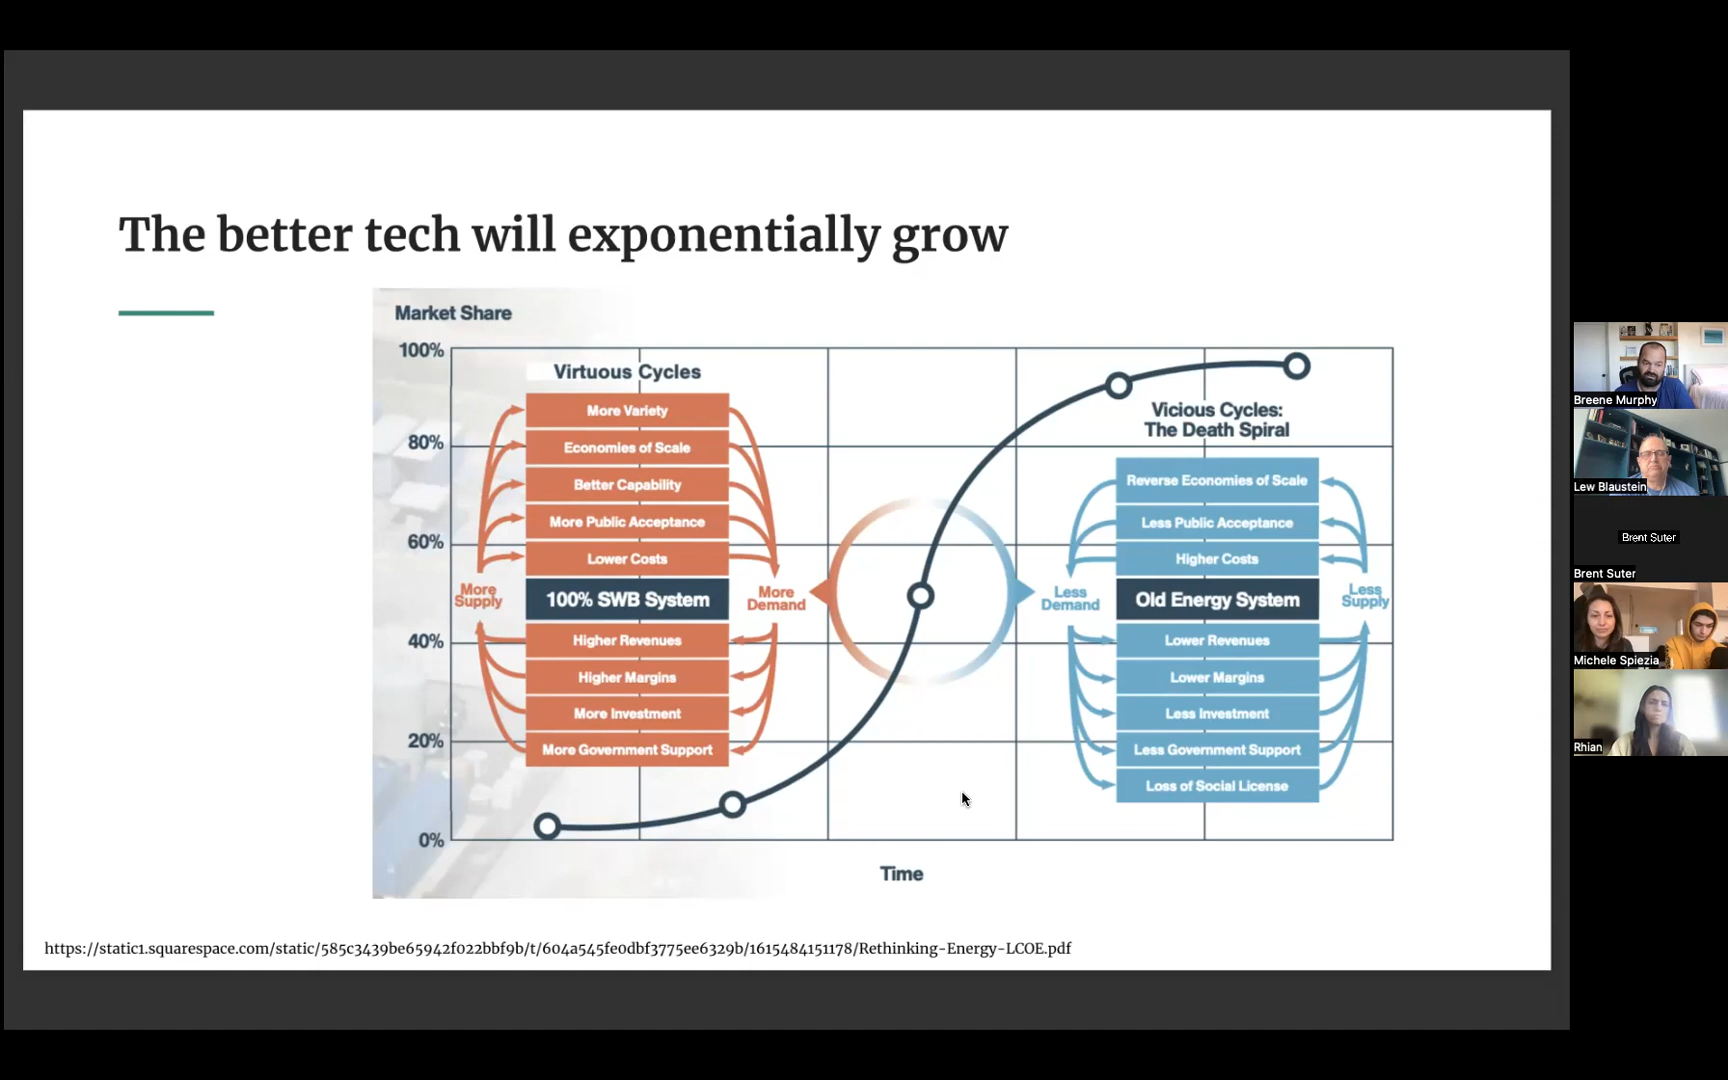 The better tech will exponentially grow
Market Share
100%
80%
60%
40%
20%
0%
Virtuous Cycles
More Variety
Economies of Scale
Better Capability
More Public Acceptance
Lower Costs
More
Supply
100% SWB System
More
Demand
Higher Revenues
Higher Margins
More Investment
More Government Support
Vicious Cycles:
The Death Spiral
Reverse Economies of Scale
Less Public Acceptance
Higher Costs
Less
Demand
Old Energy System
Less
Supply
Lower Revenues
Lower Margins
Less Investment
Less Government Support
Loss of Social License
Time
https://static1.squarespace.com/static/585c3439be65942f022bbf9b/t/604a545fe0dbf3775ee6329b/1615484151178/Rethinking-Energy-LCOE.pdf
Breene Murphy
Lew Blaustein
Brent Suter
Brent Suter
Michele Spiezia
Rhian